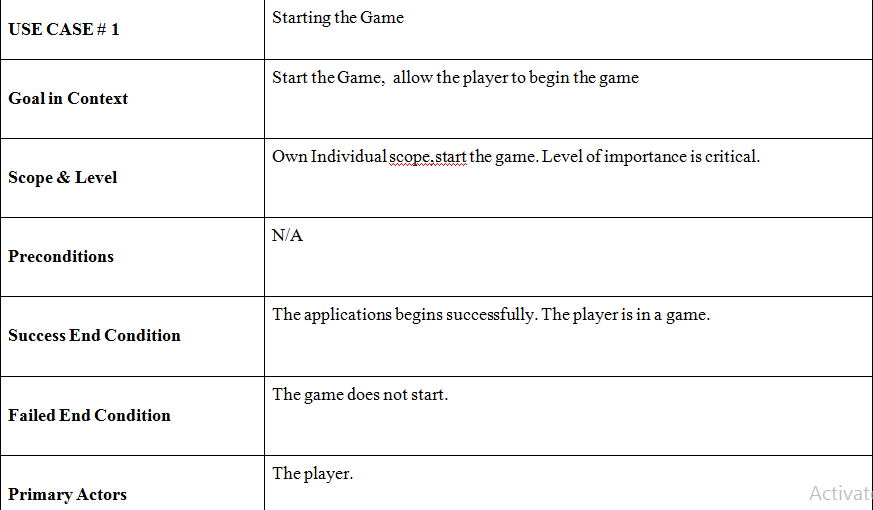 USE CASE # 1
Starting the Game
Goal in Context
Start the Game, allow the player to begin the game
Scope & Level
Own Individual scope,start the game. Level of importance is critical.
Preconditions
N/A
Success End Condition
The applications begins successfully. The player is in a game.
Failed End Condition
The game does not start.
Primary Actors
The player.
Activat